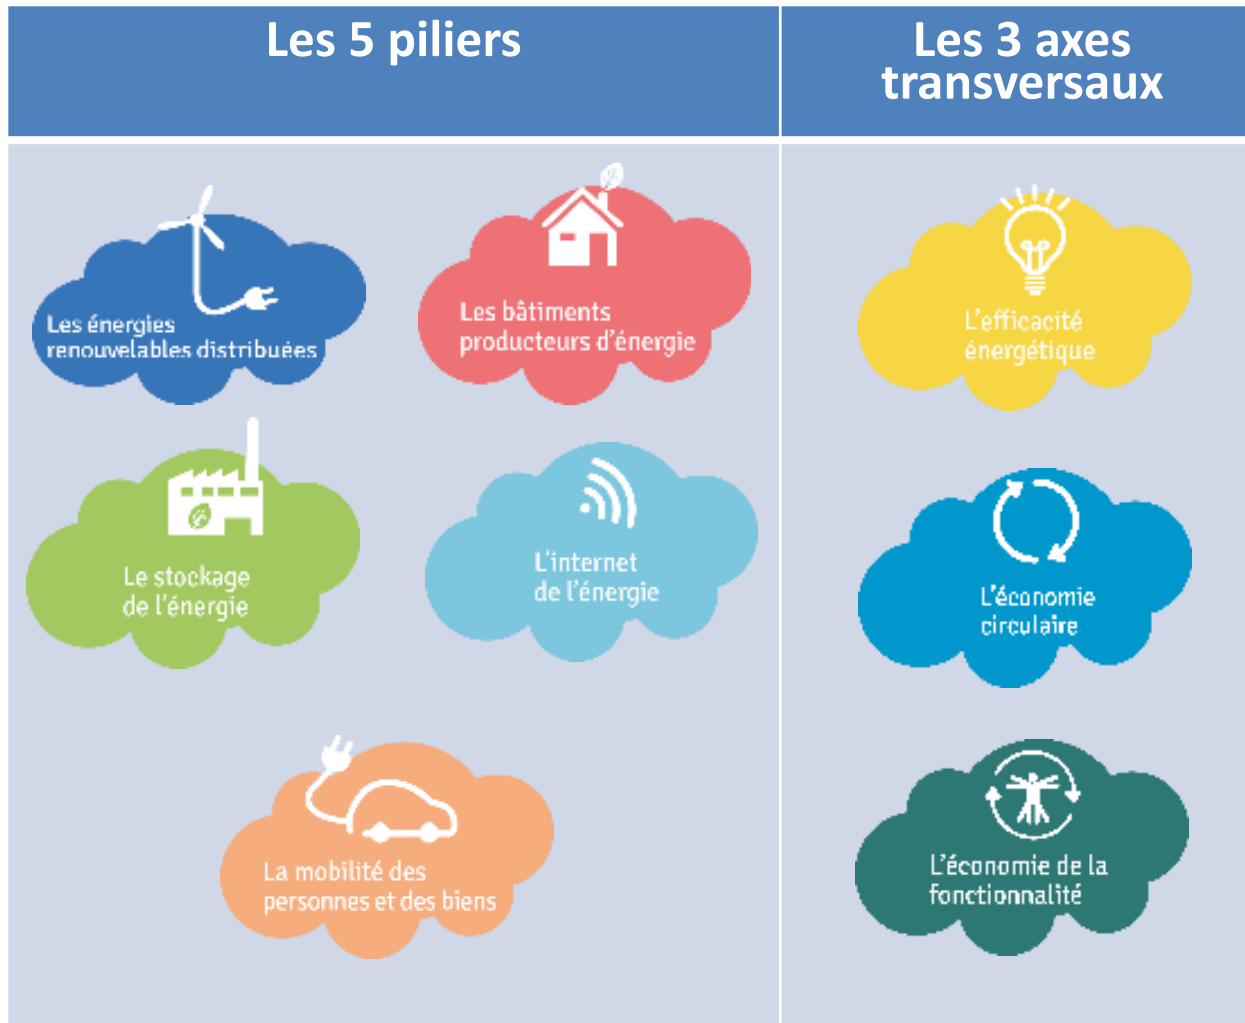 Les 5 piliers
Les 3 axes
transversaux
Les énergies
renouvelables distribuées
Les bâtiments
producteurs d'énergie
Le stockage
de l'énergie
L'internet
de l'énergie
La mobilité des
personnes et des biens
L'efficacité
énergétique
L'économie
circulaire
L'économie de la
fonctionnalité